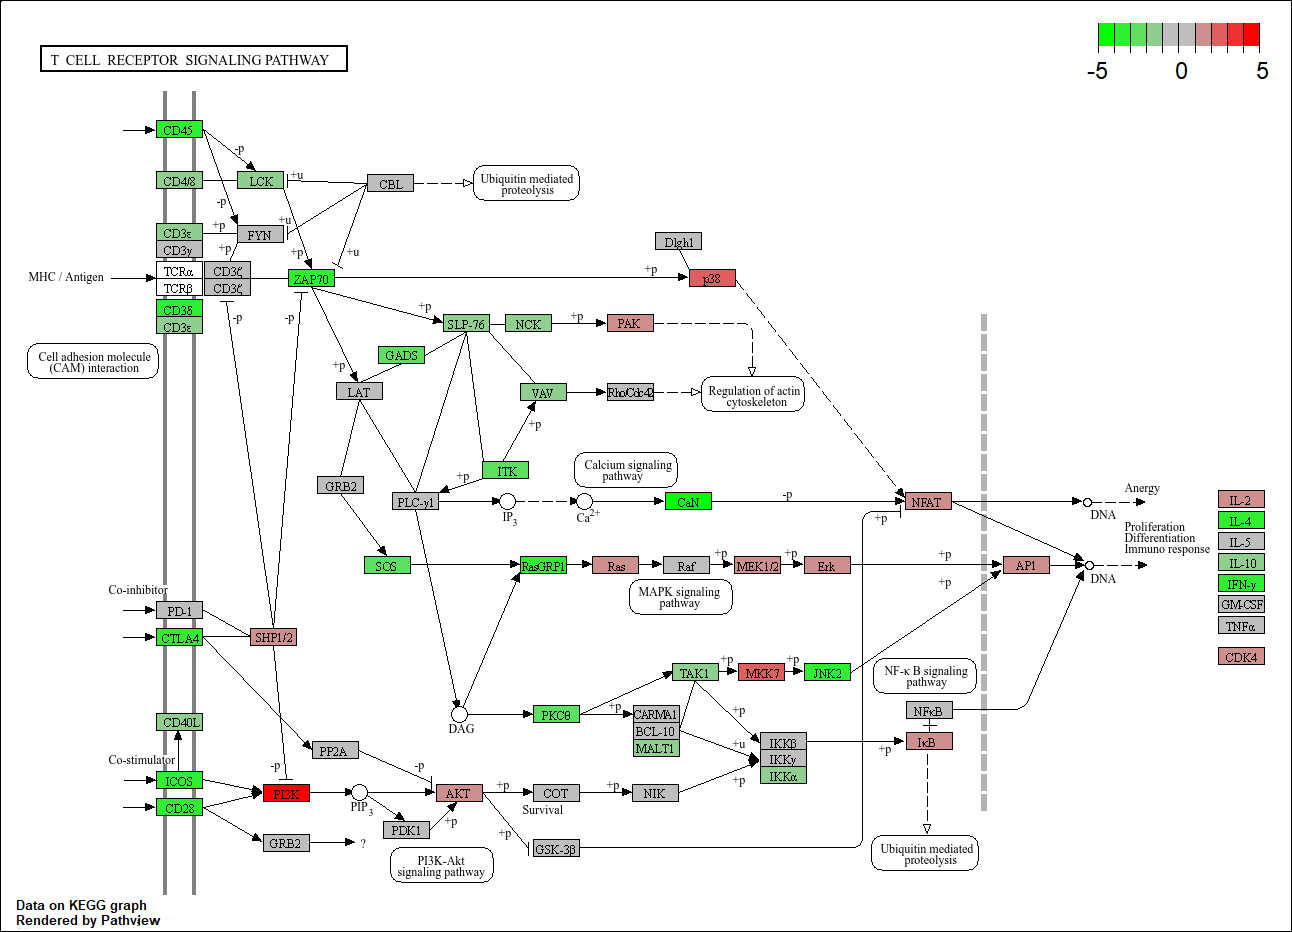 T CELL RECEPTOR SIGNALING PATHWAY
-5 0 5
CD45
-p
CD4/8
LCK
+u
CBL
Ubiquitin mediated
proteolysis
-p
CD3ε
+p
FYN
+u
CD3γ
+p
+p
+u
Dlgh1
MHC / Antigen
TCRα
CD3ζ
ZAP70
+p
p38
TCRβ
CD3ζ
CD3δ
-p
-p
+p
CD3ε
SLP-76
NCK
+p
PAK
Cell adhesion molecule
(CAM) interaction
+p
GADS
LAT
VAV
Rho/Cdc42
Regulation of actin
cytoskeleton
+p
ITK
Calcium signaling
pathway
GRB2
+p
PLC-γ1
IP3
Ca2+
CaN
-p
NFAT
+p
DNA
Anergy
Proliferation
Differentiation
Immuno response
IL-2
IL-4
IL-5
IL-10
IFN-γ
GM-CSF
TNFα
CDK4
SOS
RasGRP1
Ras
Raf
+p
MEK1/2
+p
Erk
+p
AP1
DNA
+p
MAPK signaling
pathway
Co-inhibitor
PD-1
CTLA4
SHP1/2
TAK1
+p
MKK7
+p
JNK2
NF-κ B signaling
pathway
CD40L
DAG
PKCθ
+p
CARMA1
BCL-10
MALT1
+p
+u
+p
IKKβ
IKKγ
IKKα
+p
NFκB
IκB
PP2A
Co-stimulator
ICOS
CD28
-p
PI3K
PIP3
-p
AKT
+p
COT
+p
NIK
Survival
PDK1
+p
+p
GRB2
?
GSK-3β
PI3K-Akt
signaling pathway
Ubiquitin mediated
proteolysis
Data on KEGG graph
Rendered by Pathview